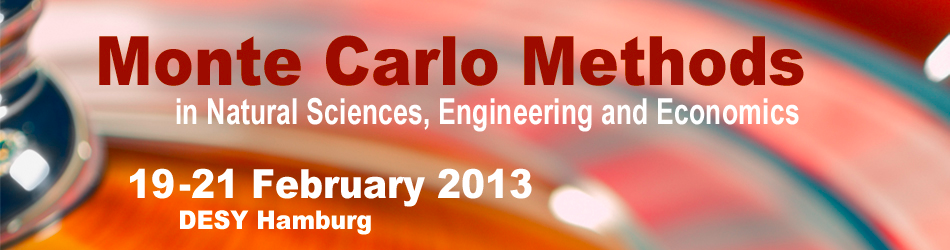 Monte Carlo Methods
in Natural Sciences, Engineering and Economics
19-21 February 2013
DESY Hamburg